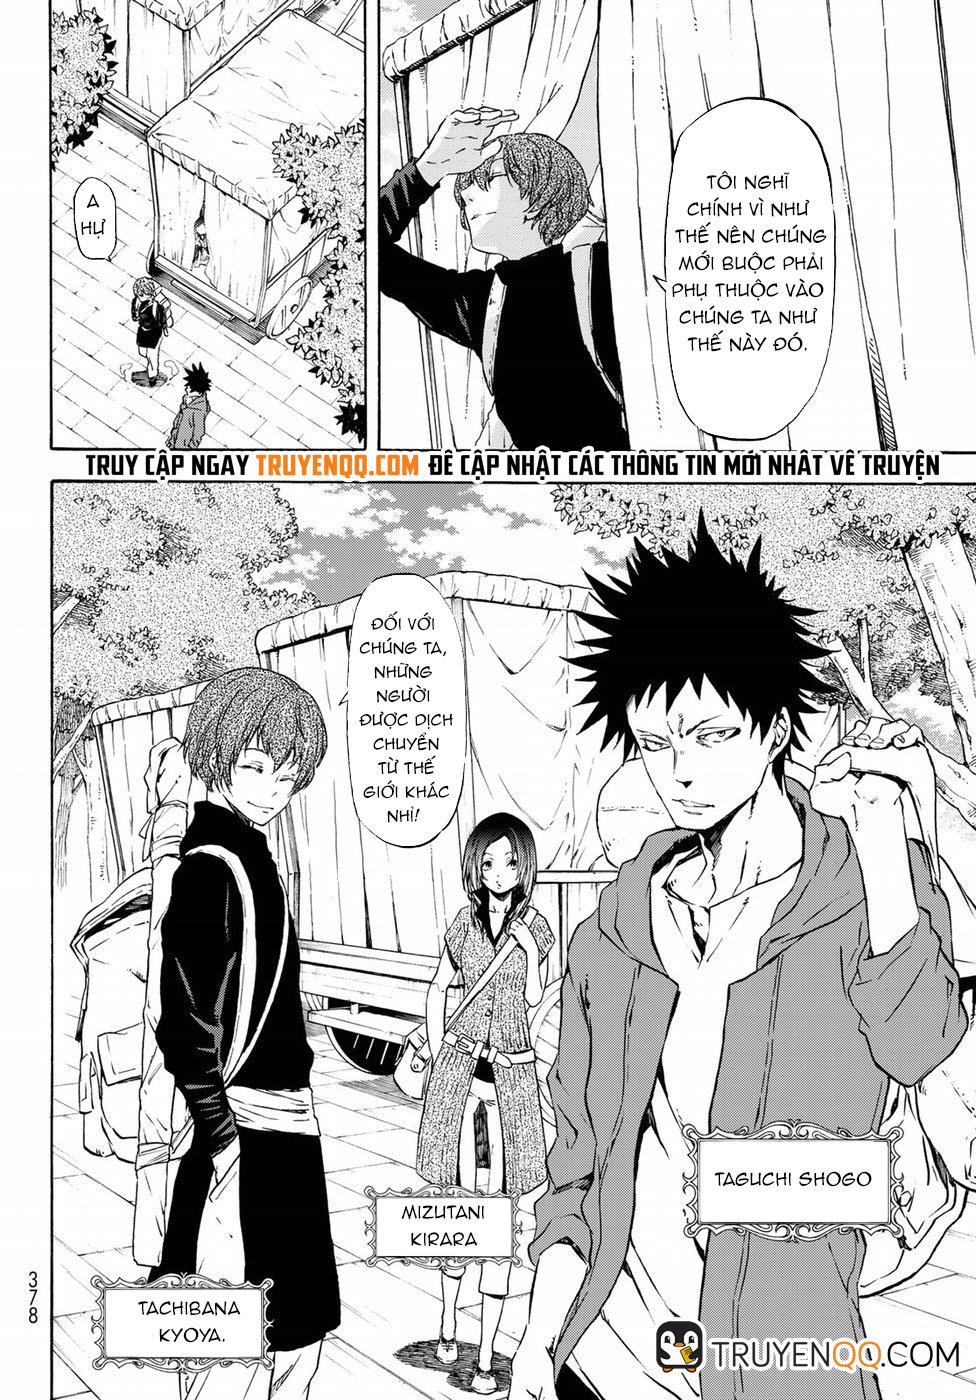 A
HỰ
TÔI NGHĨ
CHÍNH VÌ NHƯ
THẾ NÊN CHÚNG
MỚI BUỘC PHẢI
PHỤ THUỘC VÀO
CHÚNG TA NHƯ
THẾ NÀY ĐÓ.
TRUY CẬP NGAY TRUYENQQ.COM ĐÊ CẬP NHẬT CÁC THÔNG TIN MỚI NHẤT VÊ TRUYỆN
ĐỐI VỚI
CHÚNG TA,
NHỮNG
NGƯỜI
ĐƯỢC DỊCH
CHUYỂN
TỪ THẾ
GIỚI KHÁC
NHỈ!
TAGUCHI SHOGO
MIZUTANI
KIRARA
TACHIBANA
KYOYA.
378
TRUYENQQ.COM